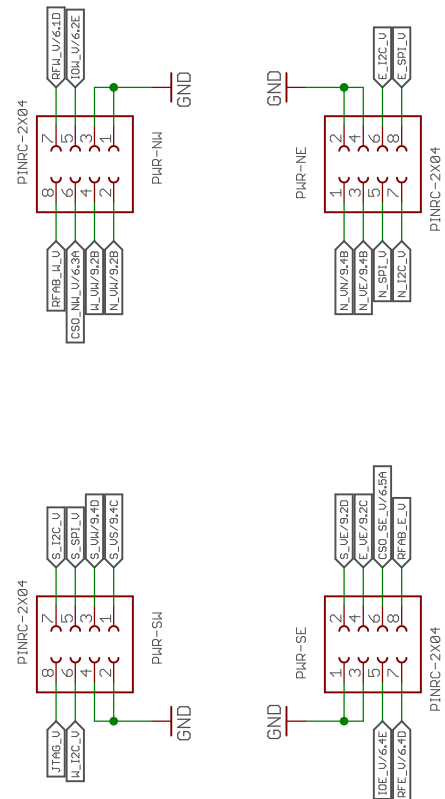 PINRC-2X04
RFW_V/6.1D
IOW_V/6.2E
7
5
3
1
8
6
4
2
GND
PWR-NW
RFAB_W_V
CSO_NW_V/6.3A
W_VW/9.2B
N_VW/9.2B
GND
E_I2C_V
E_SPI_V
2
4
6
8
1
3
5
7
PWR-NE
PINRC-2X04
N_VN/9.4B
N_VE/9.4B
N_SPI_V
N_I2C_V
PINRC-2X04
S_I2C_V
S_SPI_V
S_VW/9.4D
S_VS/9.4C
7
5
3
1
8
6
4
2
PWR-SW
JTAG_V
W_I2C_V
GND
S_VE/9.2D
E_VE/9.2C
CSO_SE_V/6.5A
RFAB_E_V
2
4
6
8
1
3
5
7
PWR-SE
PINRC-2X04
GND
IOE_V/6.4E
RFE_V/6.4D